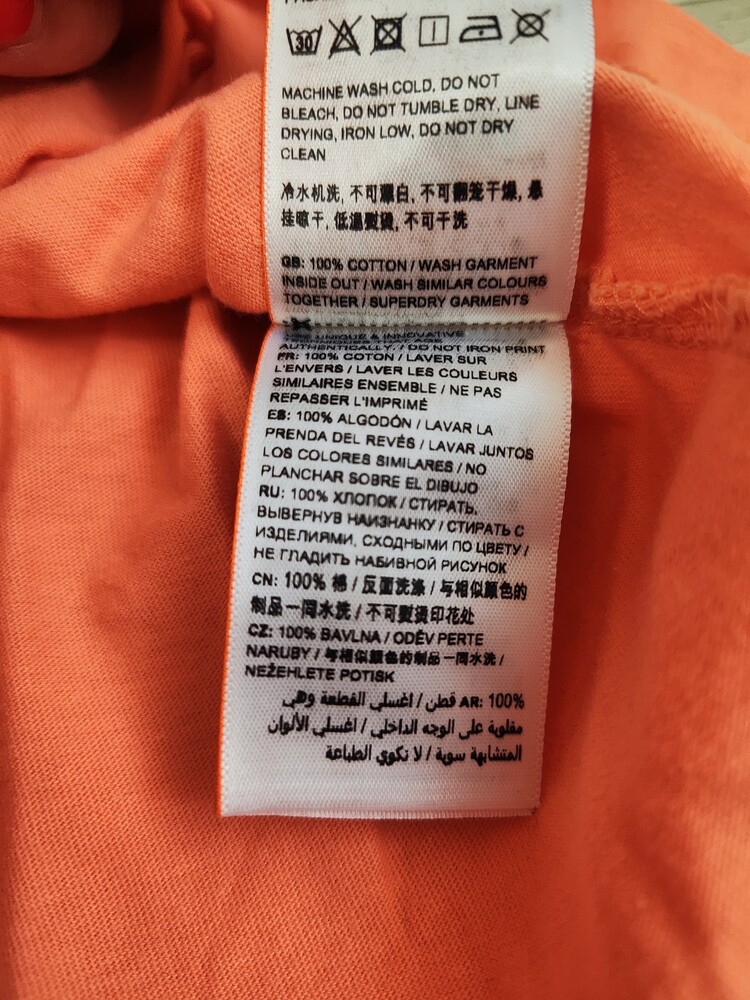 30
MACHINE WASH COLD, DO NOT
BLEACH, DO NOT TUMBLE DRY, LINE
DRYING, IRON LOW, DO NOT DRY
CLEAN
冷水机洗, 不可漂白, 不可翻笼干燥, 悬
挂晾干, 低温熨烫, 不可干洗
GB: 100% COTTON / WASH GARMENT
INSIDE OUT / WASH SIMILAR COLOURS
TOGETHER / SUPERDRY GARMENTS
UNIQUE & INNOVATIVE
TECHNIQUES THAT AGE
AUTHENTICALLY. / DO NOT IRON PRINT
FR: 100% COTON / LAVER SUR
L'ENVERS / LAVER LES COULEURS
SIMILAIRES ENSEMBLE / NE PAS
REPASSER L'IMPRIMÉ
ES: 100% ALGODÓN / LAVAR LA
PRENDA DEL REVÉS / LAVAR JUNTOS
LOS COLORES SIMILARES / NO
PLANCHAR SOBRE EL DIBUJO
RU: 100% ХЛОПОК / СТИРАТЬ,
ВЫВЕРНУВ НАИЗНАНКУ / СТИРАТЬ С
ИЗДЕЛИЯМИ, СХОДНЫМИ ПО ЦВЕТУ /
НЕ ГЛАДИТЬ НАБИВНОЙ РИСУНОК
CN: 100% 棉 / 反面洗涤 / 与相似颜色的
制品一同水洗 / 不可熨烫印花处
CZ: 100% BAVLNA / ODĚV PERTE
NARUBY / 与相似颜色的制品一同水洗 /
NEŽEHLETE POTISK
AR: 100% قطن / اغسلي القطعة وهي
مقلوبة على الوجه الداخلي / اغسلي الألوان
المتشابهة سوية / لا تكوي الطباعة